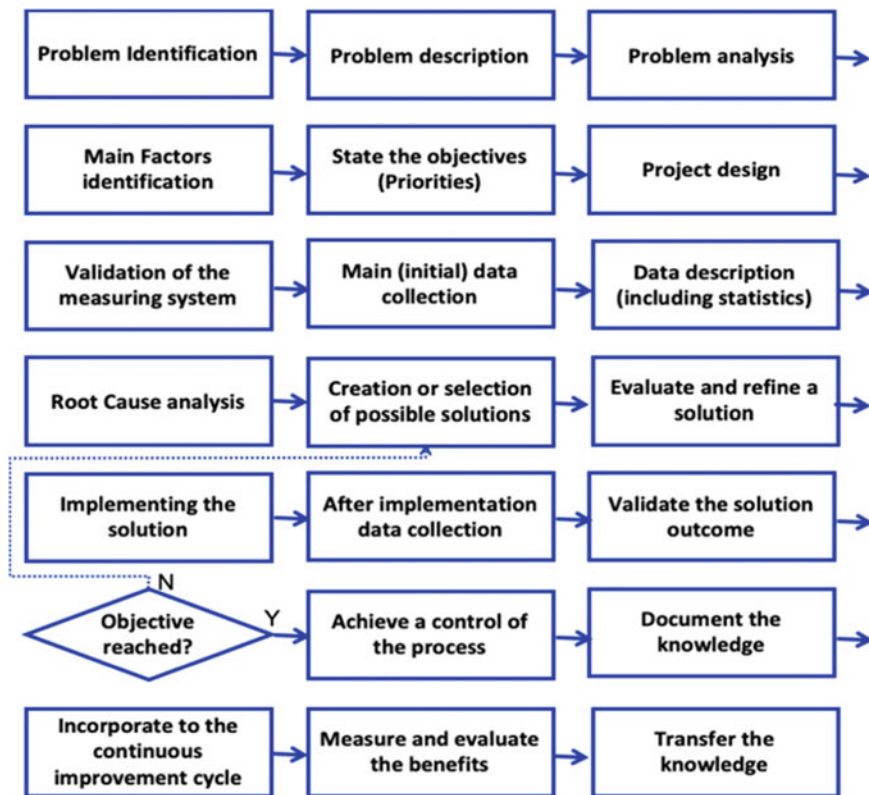 Problem Identification
Problem description
Problem analysis
Main Factors
identification
State the objectives
(Priorities)
Project design
Validation of the
measuring system
Main (initial) data
collection
Data description
(including statistics)
Root Cause analysis
Creation or selection
of possible solutions
Evaluate and refine a
solution
Implementing the
solution
After implementation
data collection
Validate the solution
outcome
N
Objective
reached?
Y
Achieve a control of
the process
Document the
knowledge
Incorporate to the
continuous
improvement cycle
Measure and evaluate
the benefits
Transfer the
knowledge